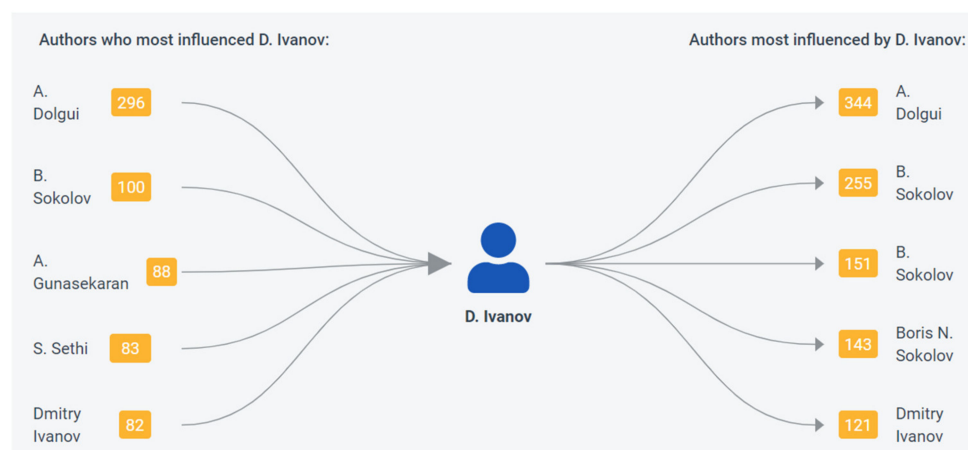 Authors who most influenced D. Ivanov:
A.
Dolgui
296
B.
Sokolov
100
A.
Gunasekaran
88
S. Sethi
83
Dmitry
Ivanov
82
D. Ivanov
Authors most influenced by D. Ivanov:
344
A.
Dolgui
255
B.
Sokolov
151
B.
Sokolov
143
Boris N.
Sokolov
121
Dmitry
Ivanov